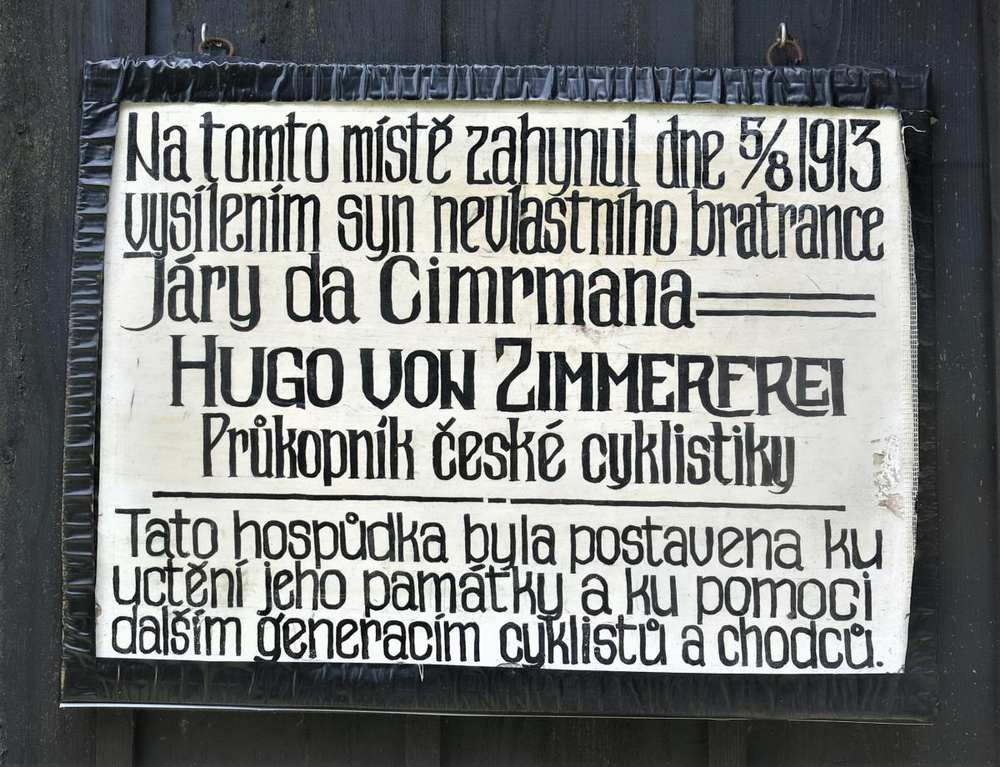 Na tomto místě zahynul dne 5/8 1913
vysílením syn nevlastního bratrance
Járy da Cimrmana
HUGO VON ZIMMERFREI
Průkopník české cyklistiky
Tato hospůdka byla postavena ku
uctění jeho památky a ku pomoci
dalším generacím cyklistů a chodců.